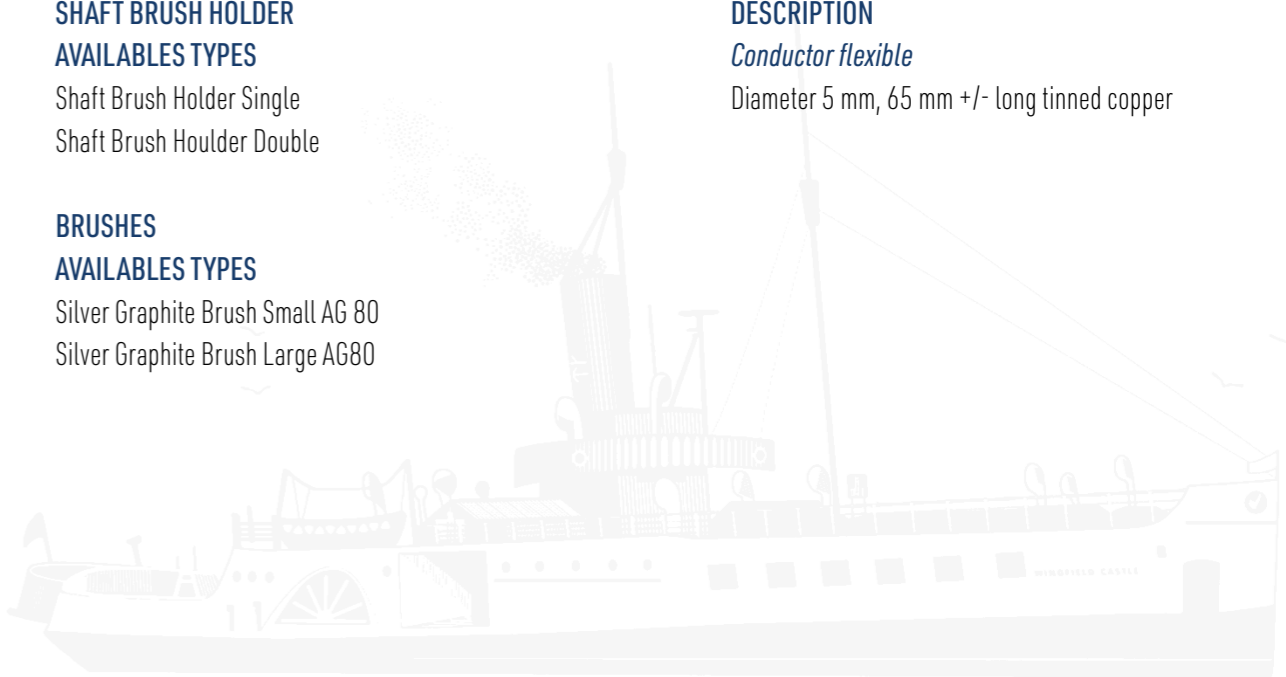 SHAFT BRUSH HOLDER
AVAILABLES TYPES
Shaft Brush Holder Single
Shaft Brush Houlder Double
BRUSHES
AVAILABLES TYPES
Silver Graphite Brush Small AG 80
Silver Graphite Brush Large AG80
DESCRIPTION
Conductor flexible
Diameter 5 mm, 65 mm +/- long tinned copper
WINGFIELD CASTLE